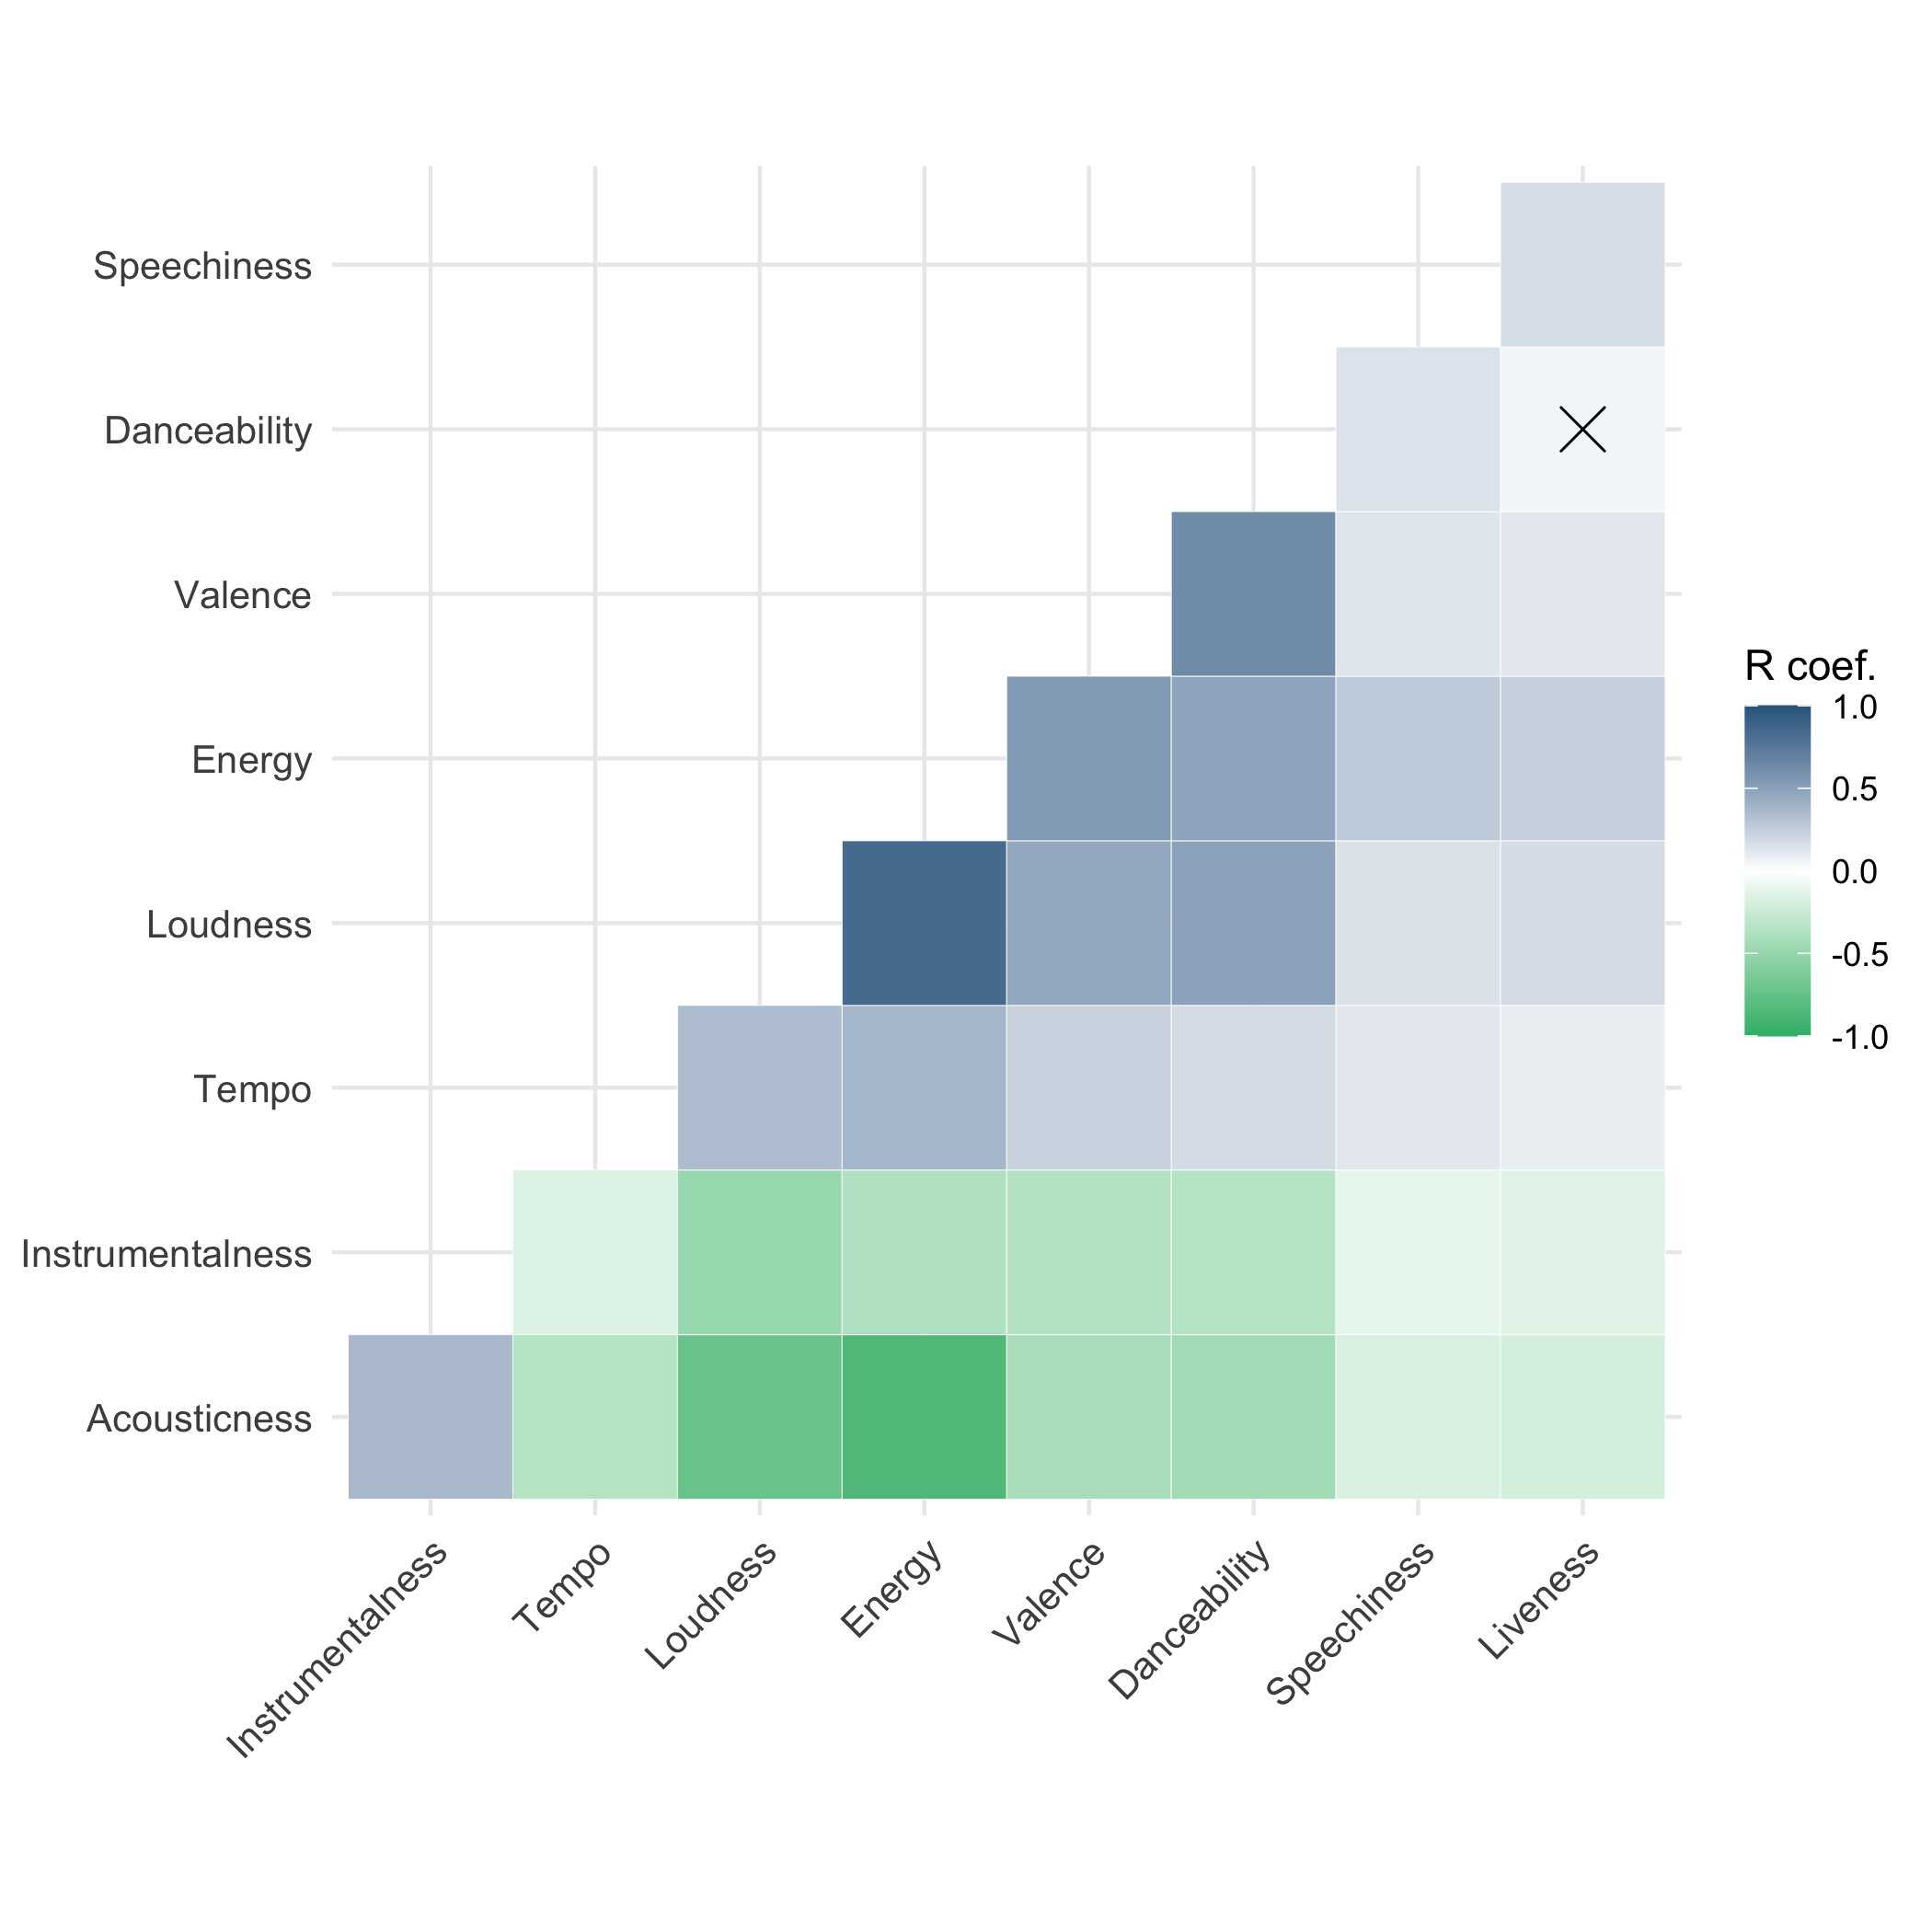 Speechiness
Danceability
Valence
Energy
Loudness
Tempo
Instrumentalness
Acousticness
Instrumentalness
Tempo
Loudness
Energy
Valence
Danceability
Speechiness
Liveness
R coef.
1.0
0.5
0.0
-0.5
-1.0